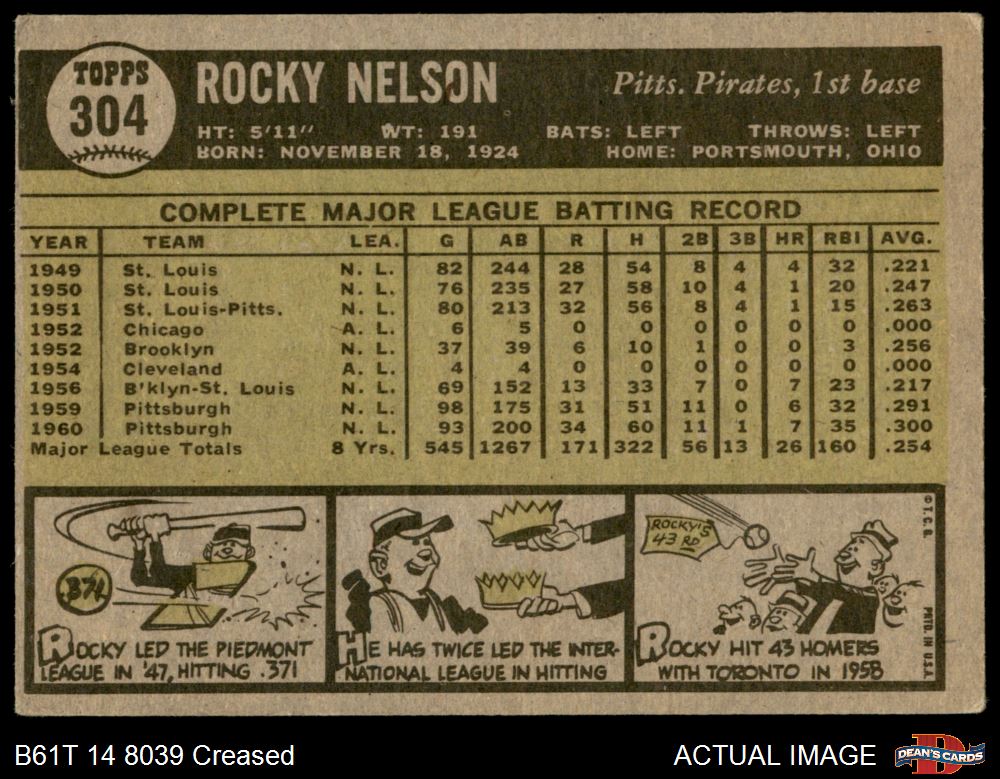 TOPPS
304
ROCKY NELSON
Pitts. Pirates, 1st base
HT: 5'11" WT: 191 BATS: LEFT THROWS: LEFT
BORN: NOVEMBER 18, 1924 HOME: PORTSMOUTH, OHIO
COMPLETE MAJOR LEAGUE BATTING RECORD
YEAR TEAM LEA. G AB R H 2B 3B HR RBI AVG.
1949 St. Louis N. L. 82 244 28 54 8 4 4 32 .221
1950 St. Louis N. L. 76 235 27 58 10 4 1 20 .247
1951 St. Louis-Pitts. N. L. 80 213 32 56 8 4 1 15 .263
1952 Chicago A. L. 6 5 0 0 0 0 0 0 .000
1952 Brooklyn N. L. 37 39 6 10 1 0 0 3 .256
1954 Cleveland A. L. 4 4 0 0 0 0 0 0 .000
1956 B'klyn-St. Louis N. L. 69 152 13 33 7 0 7 23 .217
1959 Pittsburgh N. L. 98 175 31 51 11 0 6 32 .291
1960 Pittsburgh N. L. 93 200 34 60 11 1 7 35 .300
Major League Totals 8 Yrs. 545 1267 171 322 56 13 26 160 .254
.371
ROCKY LED THE PIEDMONT
LEAGUE IN '47, HITTING .371
HE HAS TWICE LED THE INTER-
NATIONAL LEAGUE IN HITTING
ROCKY'S
43 RD
ROCKY HIT 43 HOMERS
WITH TORONTO IN 1958
© T. C. G.
PRTD. IN U.S.A.
B61T 14 8039 Creased
ACTUAL IMAGE
DEAN'S CARDS